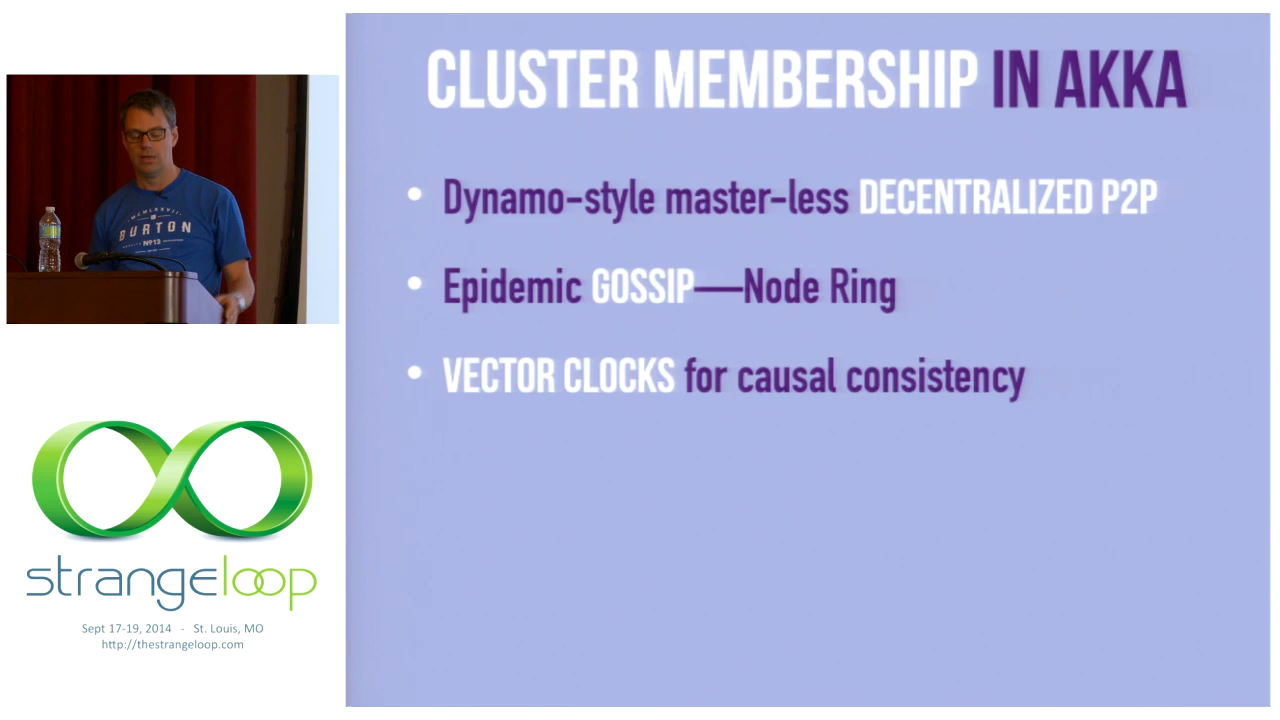 CLUSTER MEMBERSHIP IN AKKA
• Dynamo-style master-less DECENTRALIZED P2P
• Epidemic GOSSIP—Node Ring
• VECTOR CLOCKS for causal consistency
BURTON
Nº13
strangeloop
Sept 17-19, 2014 - St. Louis, MO
http://thestrangeloop.com